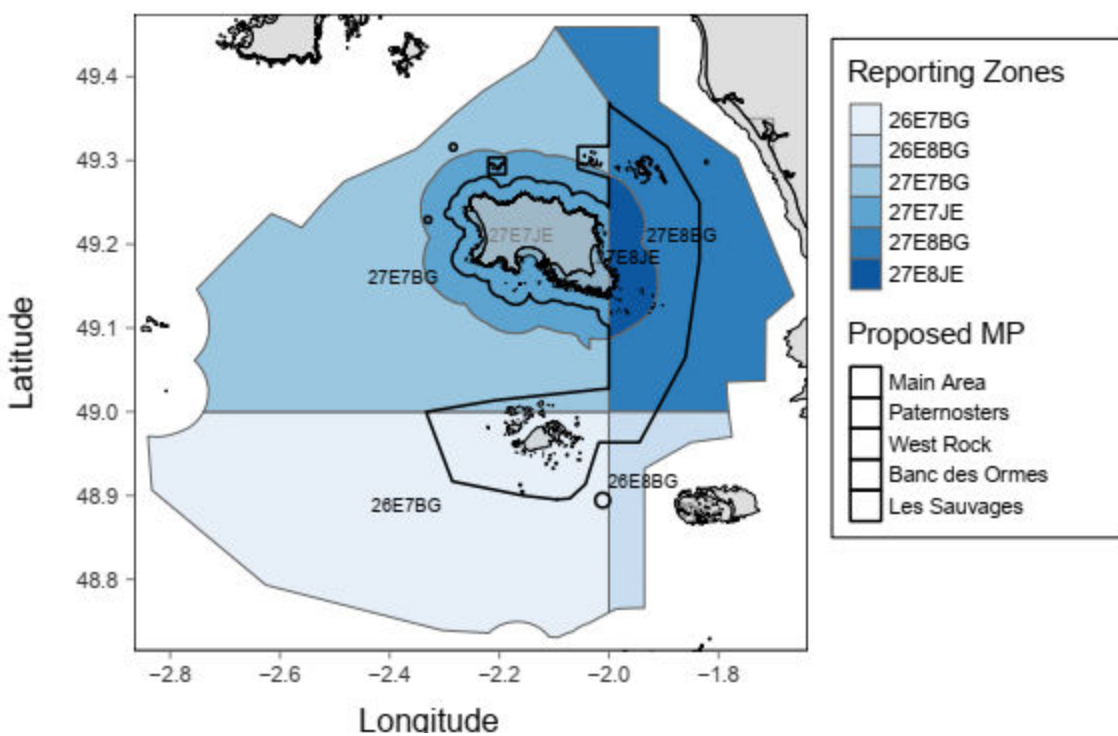 49.4
49.3
49.2
49.1
49.0
48.9
48.8
Latitude
27E7JE
27E8BG
7E8JE
27E7BG
26E8BG
26E7BG
−2.8
−2.6
−2.4
−2.2
−2.0
−1.8
Longitude
Reporting Zones
26E7BG
26E8BG
27E7BG
27E7JE
27E8BG
27E8JE
Proposed MP
Main Area
Paternosters
West Rock
Banc des Ormes
Les Sauvages